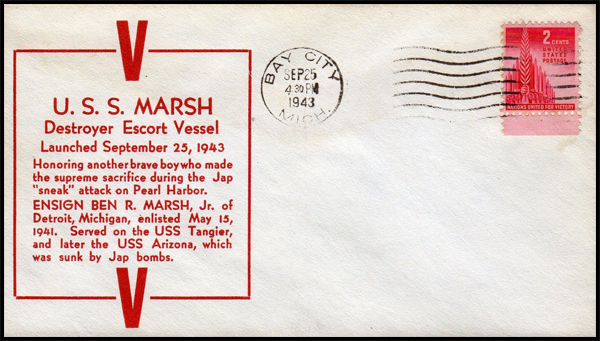 V
U. S. S. MARSH
Destroyer Escort Vessel
Launched September 25, 1943
Honoring another brave boy who made
the supreme sacrifice during the Jap
"sneak" attack on Pearl Harbor.
ENSIGN BEN R. MARSH, Jr. of
Detroit, Michigan, enlisted May 15,
1941. Served on the USS Tangier,
and later the USS Arizona, which
was sunk by Jap bombs.
V
BAY CITY
SEP 25
4 30 PM
1943
MICH.
2 CENTS
UNITED
STATES
POSTAGE
NATIONS UNITED FOR VICTORY